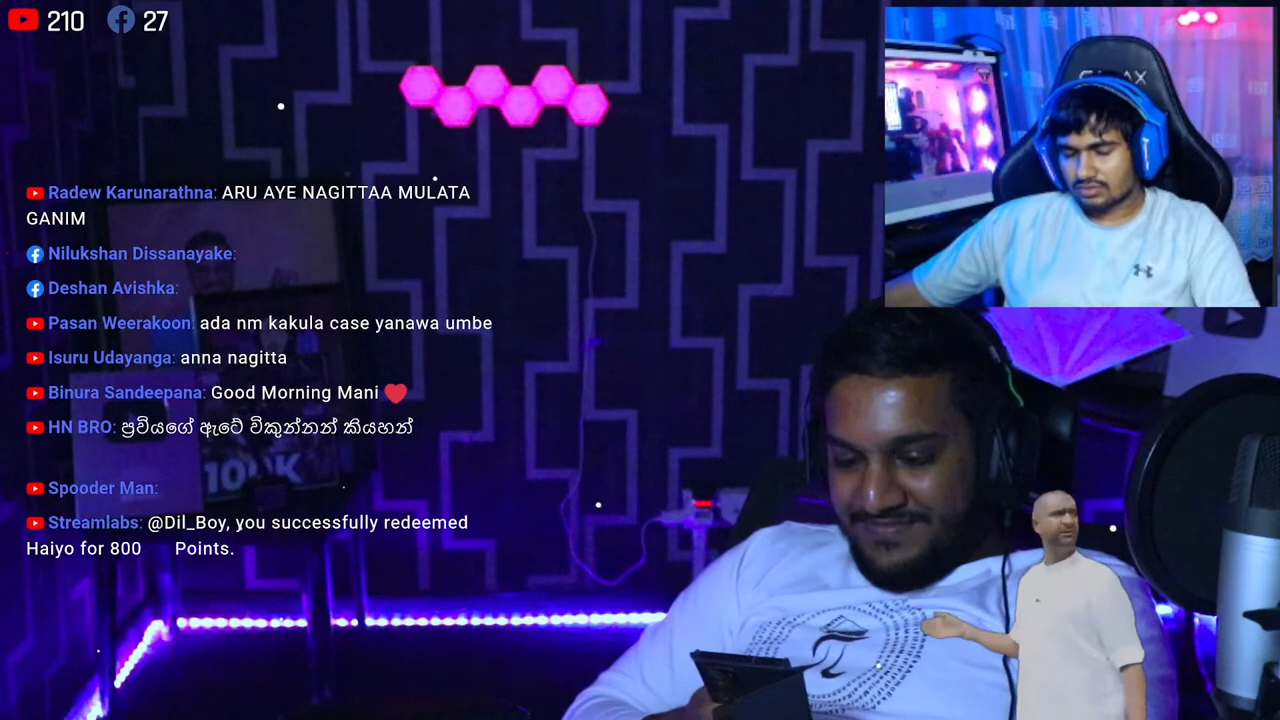 210 27
Radew Karunarathna: ARU AYE NAGITTAA MULATA
GANIM
Nilukshan Dissanayake:
Deshan Avishka:
Pasan Weerakoon: ada nm kakula case yanawa umbe
Isuru Udayanga: anna nagitta
Binura Sandeepana: Good Morning Mani ❤️
HN BRO: ප්‍රවියගේ ඇටේ විකුන්නන් කියහන්
Spooder Man:
Streamlabs: @Dil_Boy, you successfully redeemed
Haiyo for 800 Points.
100K